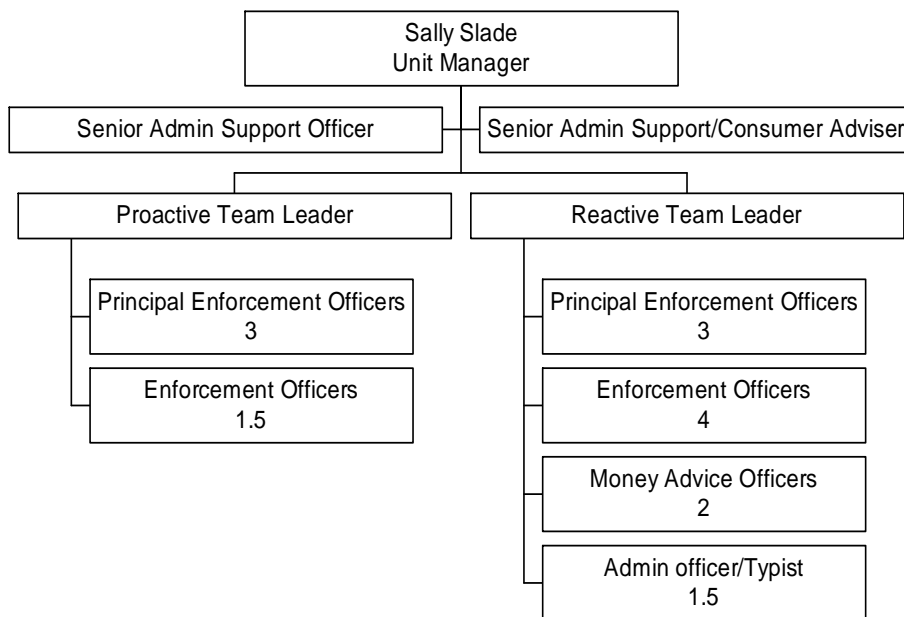 Sally Slade
Unit Manager
Senior Admin Support Officer
Senior Admin Support/Consumer Adviser
Proactive Team Leader
Reactive Team Leader
Principal Enforcement Officers
3
Enforcement Officers
1.5
Principal Enforcement Officers
3
Enforcement Officers
4
Money Advice Officers
2
Admin officer/Typist
1.5